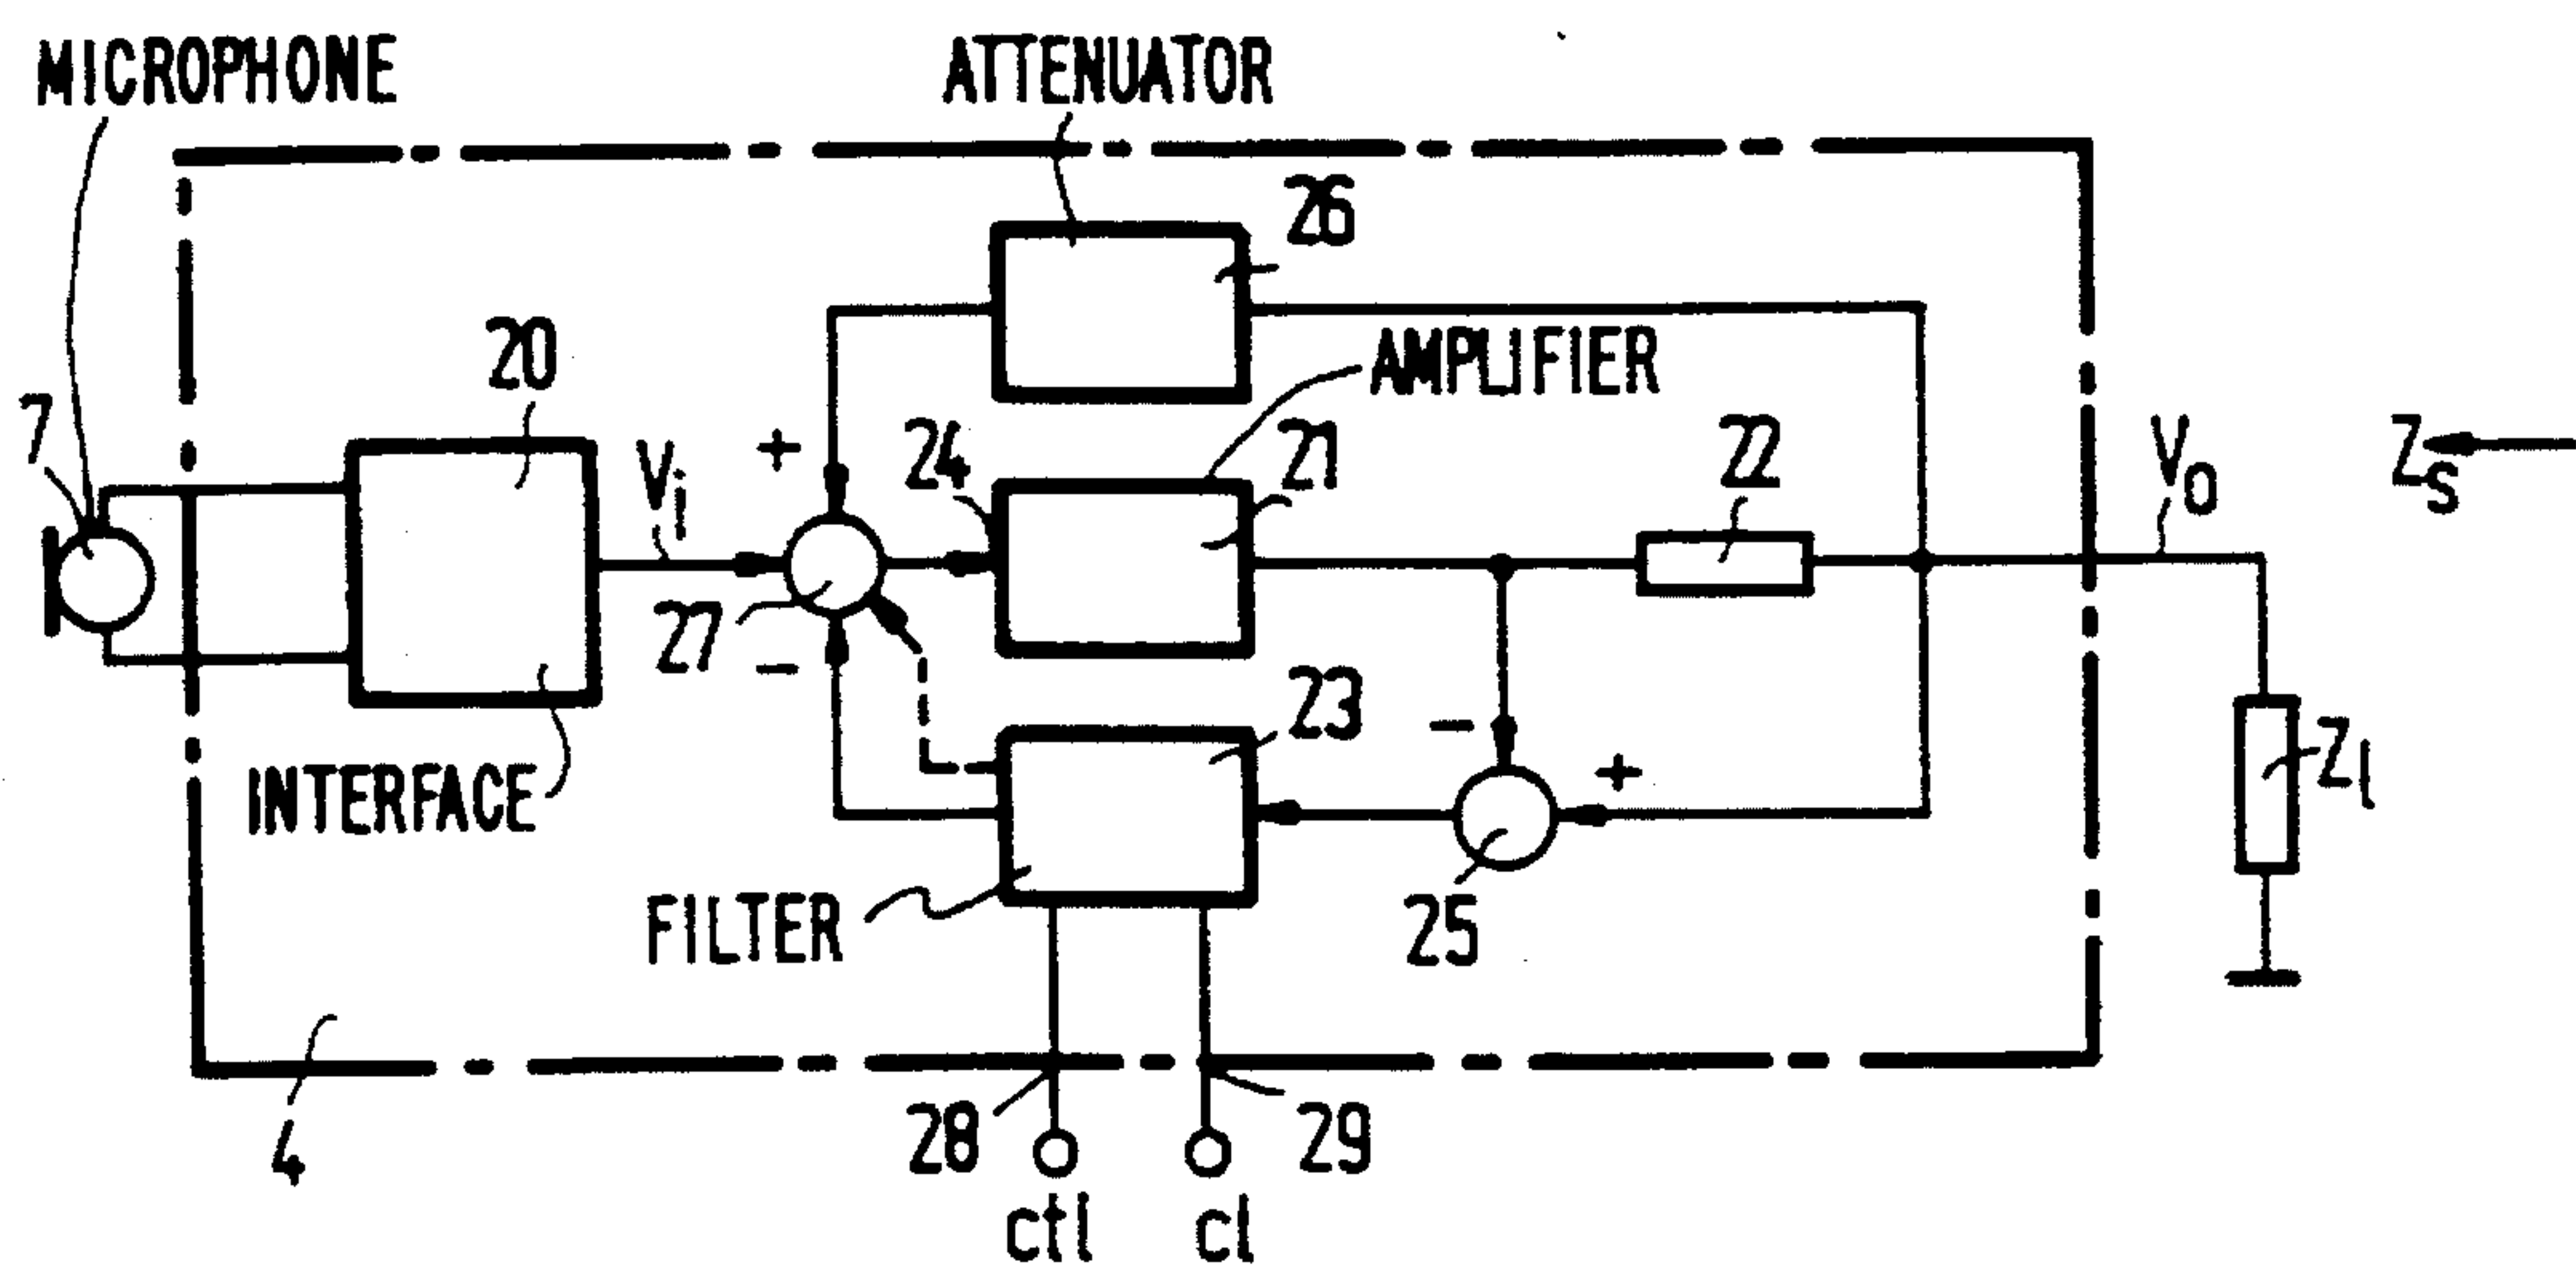 MICROPHONE
ATTENUATOR
26
AMPLIFIER
20
7
Vi
+
24
21
22
Vo
Zs
27
-
23
-
+
Zl
INTERFACE
FILTER
25
4
28
29
ctl
cl